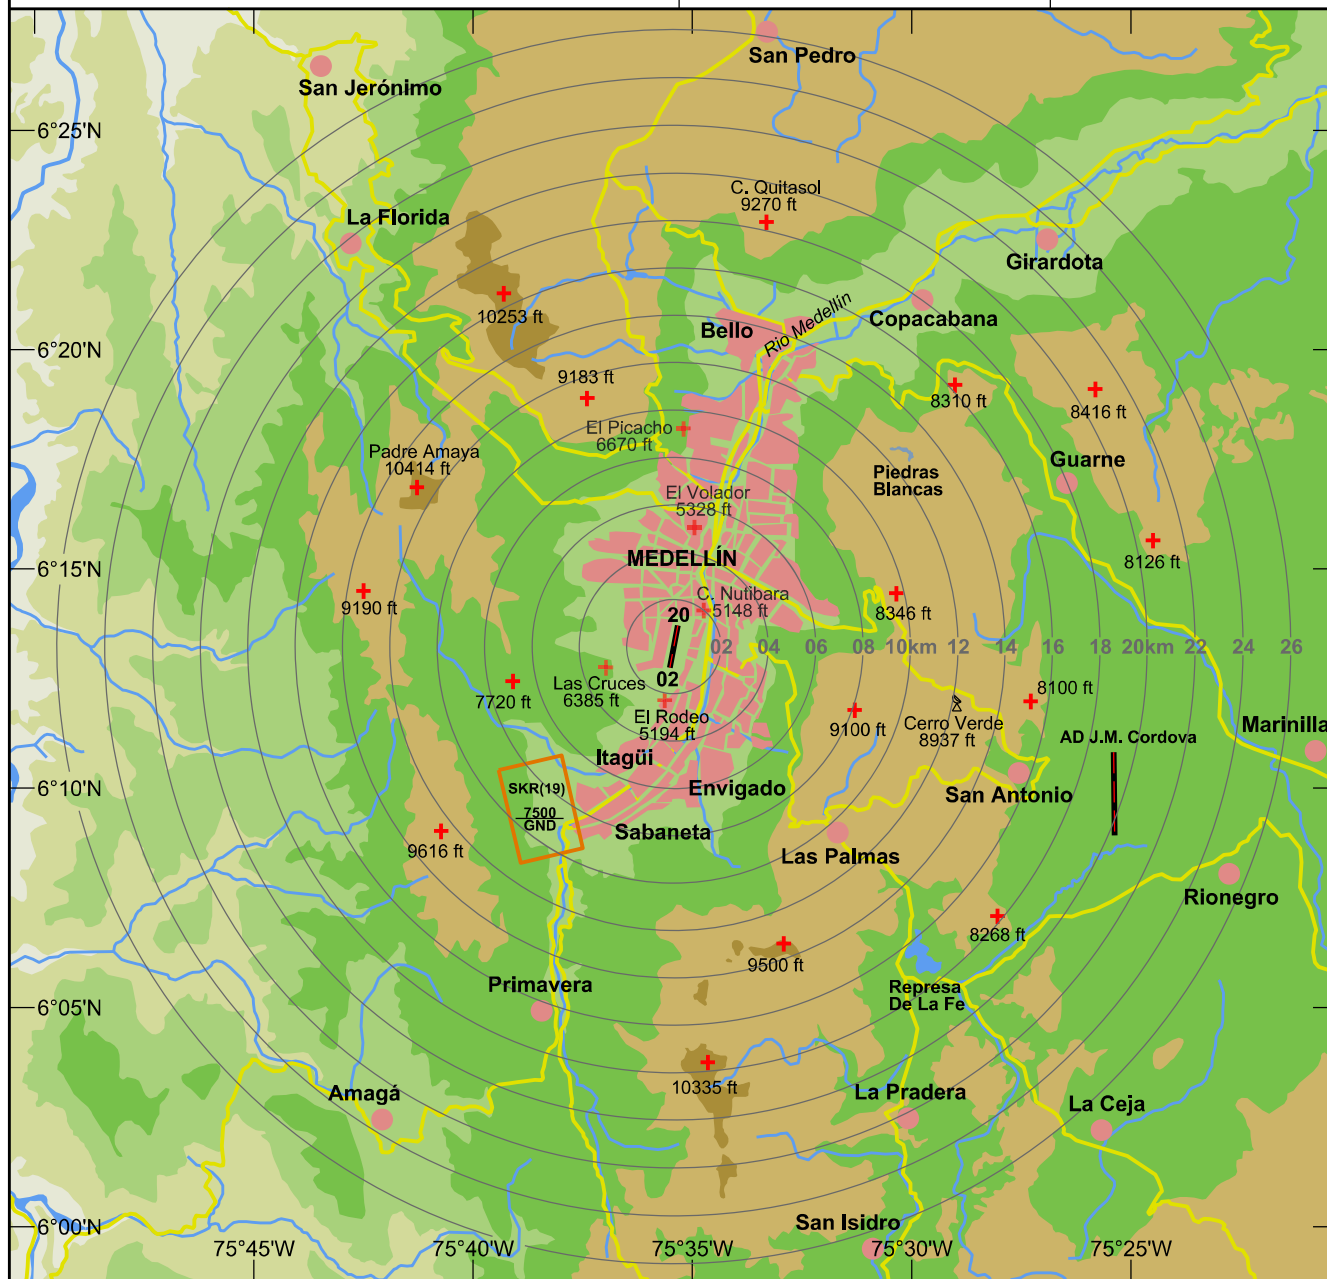 San Pedro
San Jerónimo
6°25'N
C. Quitasol
9270 ft
La Florida
Girardota
10253 ft
Copacabana
Bello
Rio Medellín
6°20'N
9183 ft
8310 ft
8416 ft
El Picacho
6670 ft
Padre Amaya
10414 ft
Guarne
Piedras
Blancas
El Volador
5328 ft
MEDELLÍN
8126 ft
6°15'N
C. Nutibara
5148 ft
9190 ft
8346 ft
20
02 04 06 08 10km 12 14 16 18 20km 22 24 26
02
Las Cruces
6385 ft
7720 ft
8100 ft
El Rodeo
5194 ft
9100 ft
Cerro Verde
8937 ft
AD J.M. Cordova
Marinilla
Itagüi
SKR(19)
7500
GND
6°10'N
Envigado
San Antonio
Sabaneta
9616 ft
Las Palmas
Rionegro
8268 ft
9500 ft
Primavera
Represa
De La Fe
6°05'N
10335 ft
Amagá
La Pradera
La Ceja
San Isidro
6°00'N
75°45'W 75°40'W 75°35'W 75°30'W 75°25'W